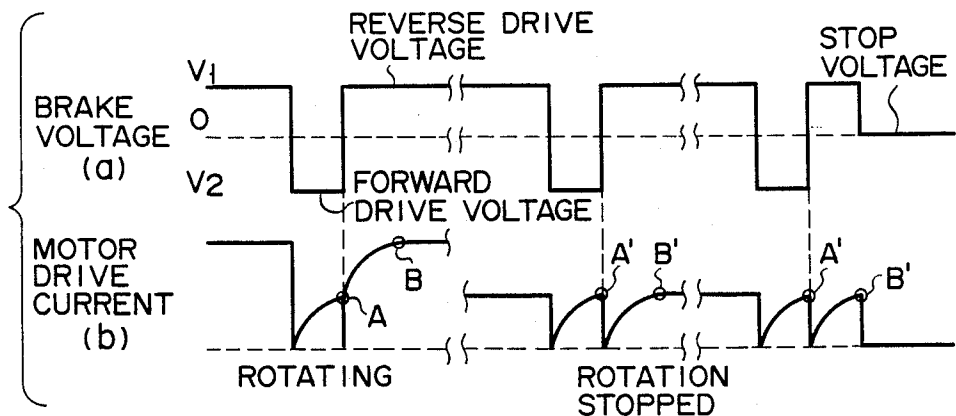 REVERSE DRIVE
VOLTAGE
STOP
VOLTAGE
V1
BRAKE
VOLTAGE
(a)
0
V2
FORWARD
DRIVE VOLTAGE
MOTOR
DRIVE
CURRENT
(b)
A
B
A'
B'
A'
B'
ROTATING
ROTATION
STOPPED